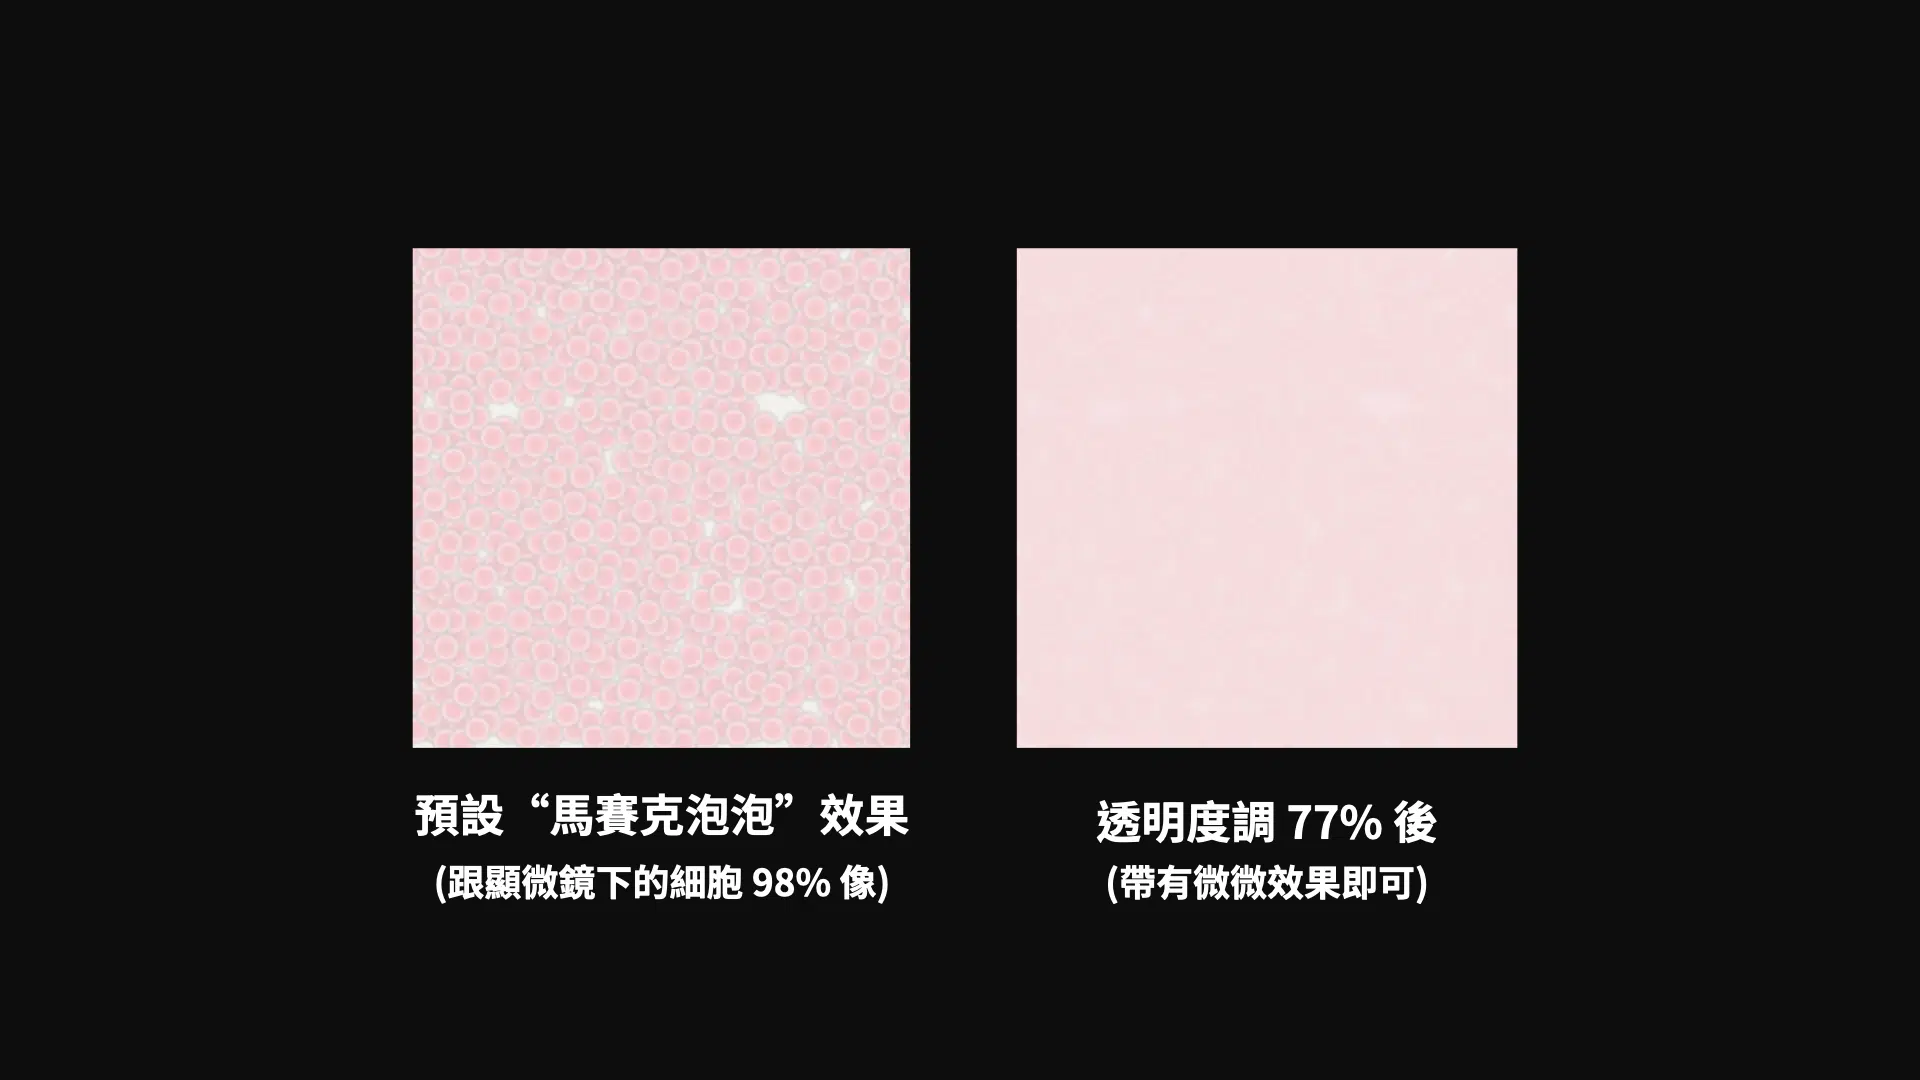 預設“馬賽克泡泡”效果
(跟顯微鏡下的細胞 98% 像)
透明度調 77% 後
(帶有微微效果即可)